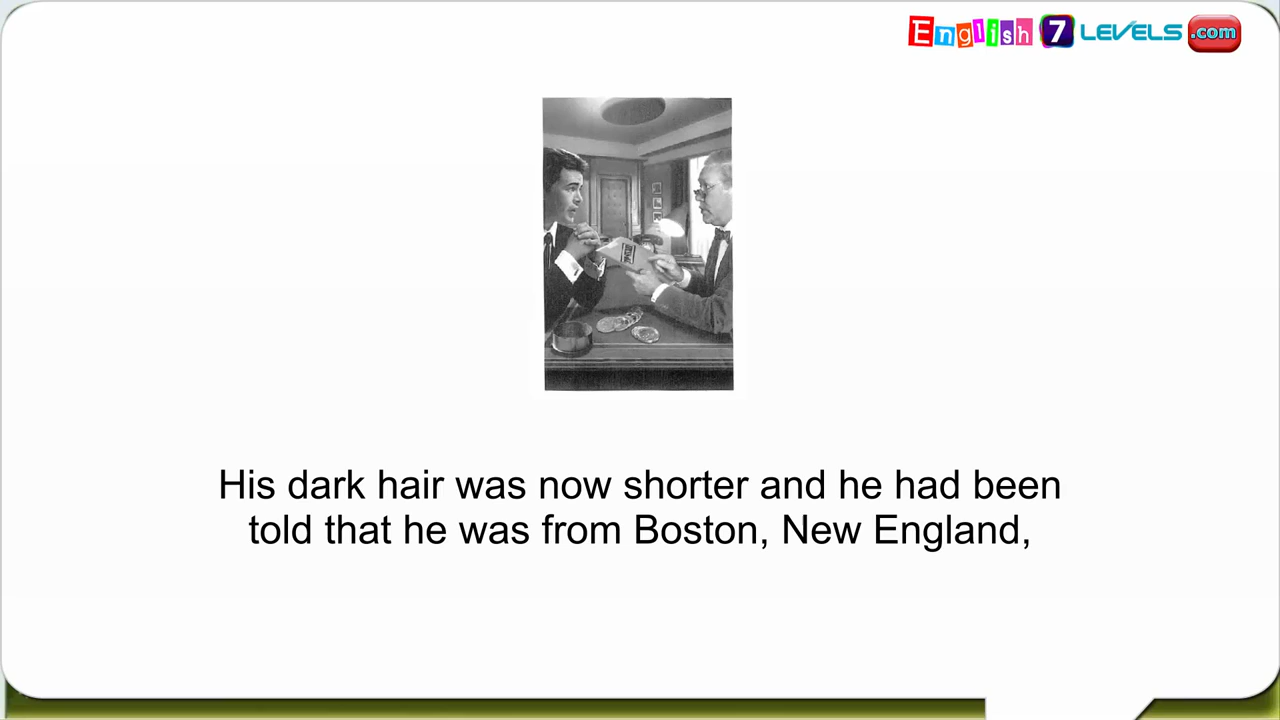 English 7 LEVELS .com
His dark hair was now shorter and he had been
told that he was from Boston, New England,